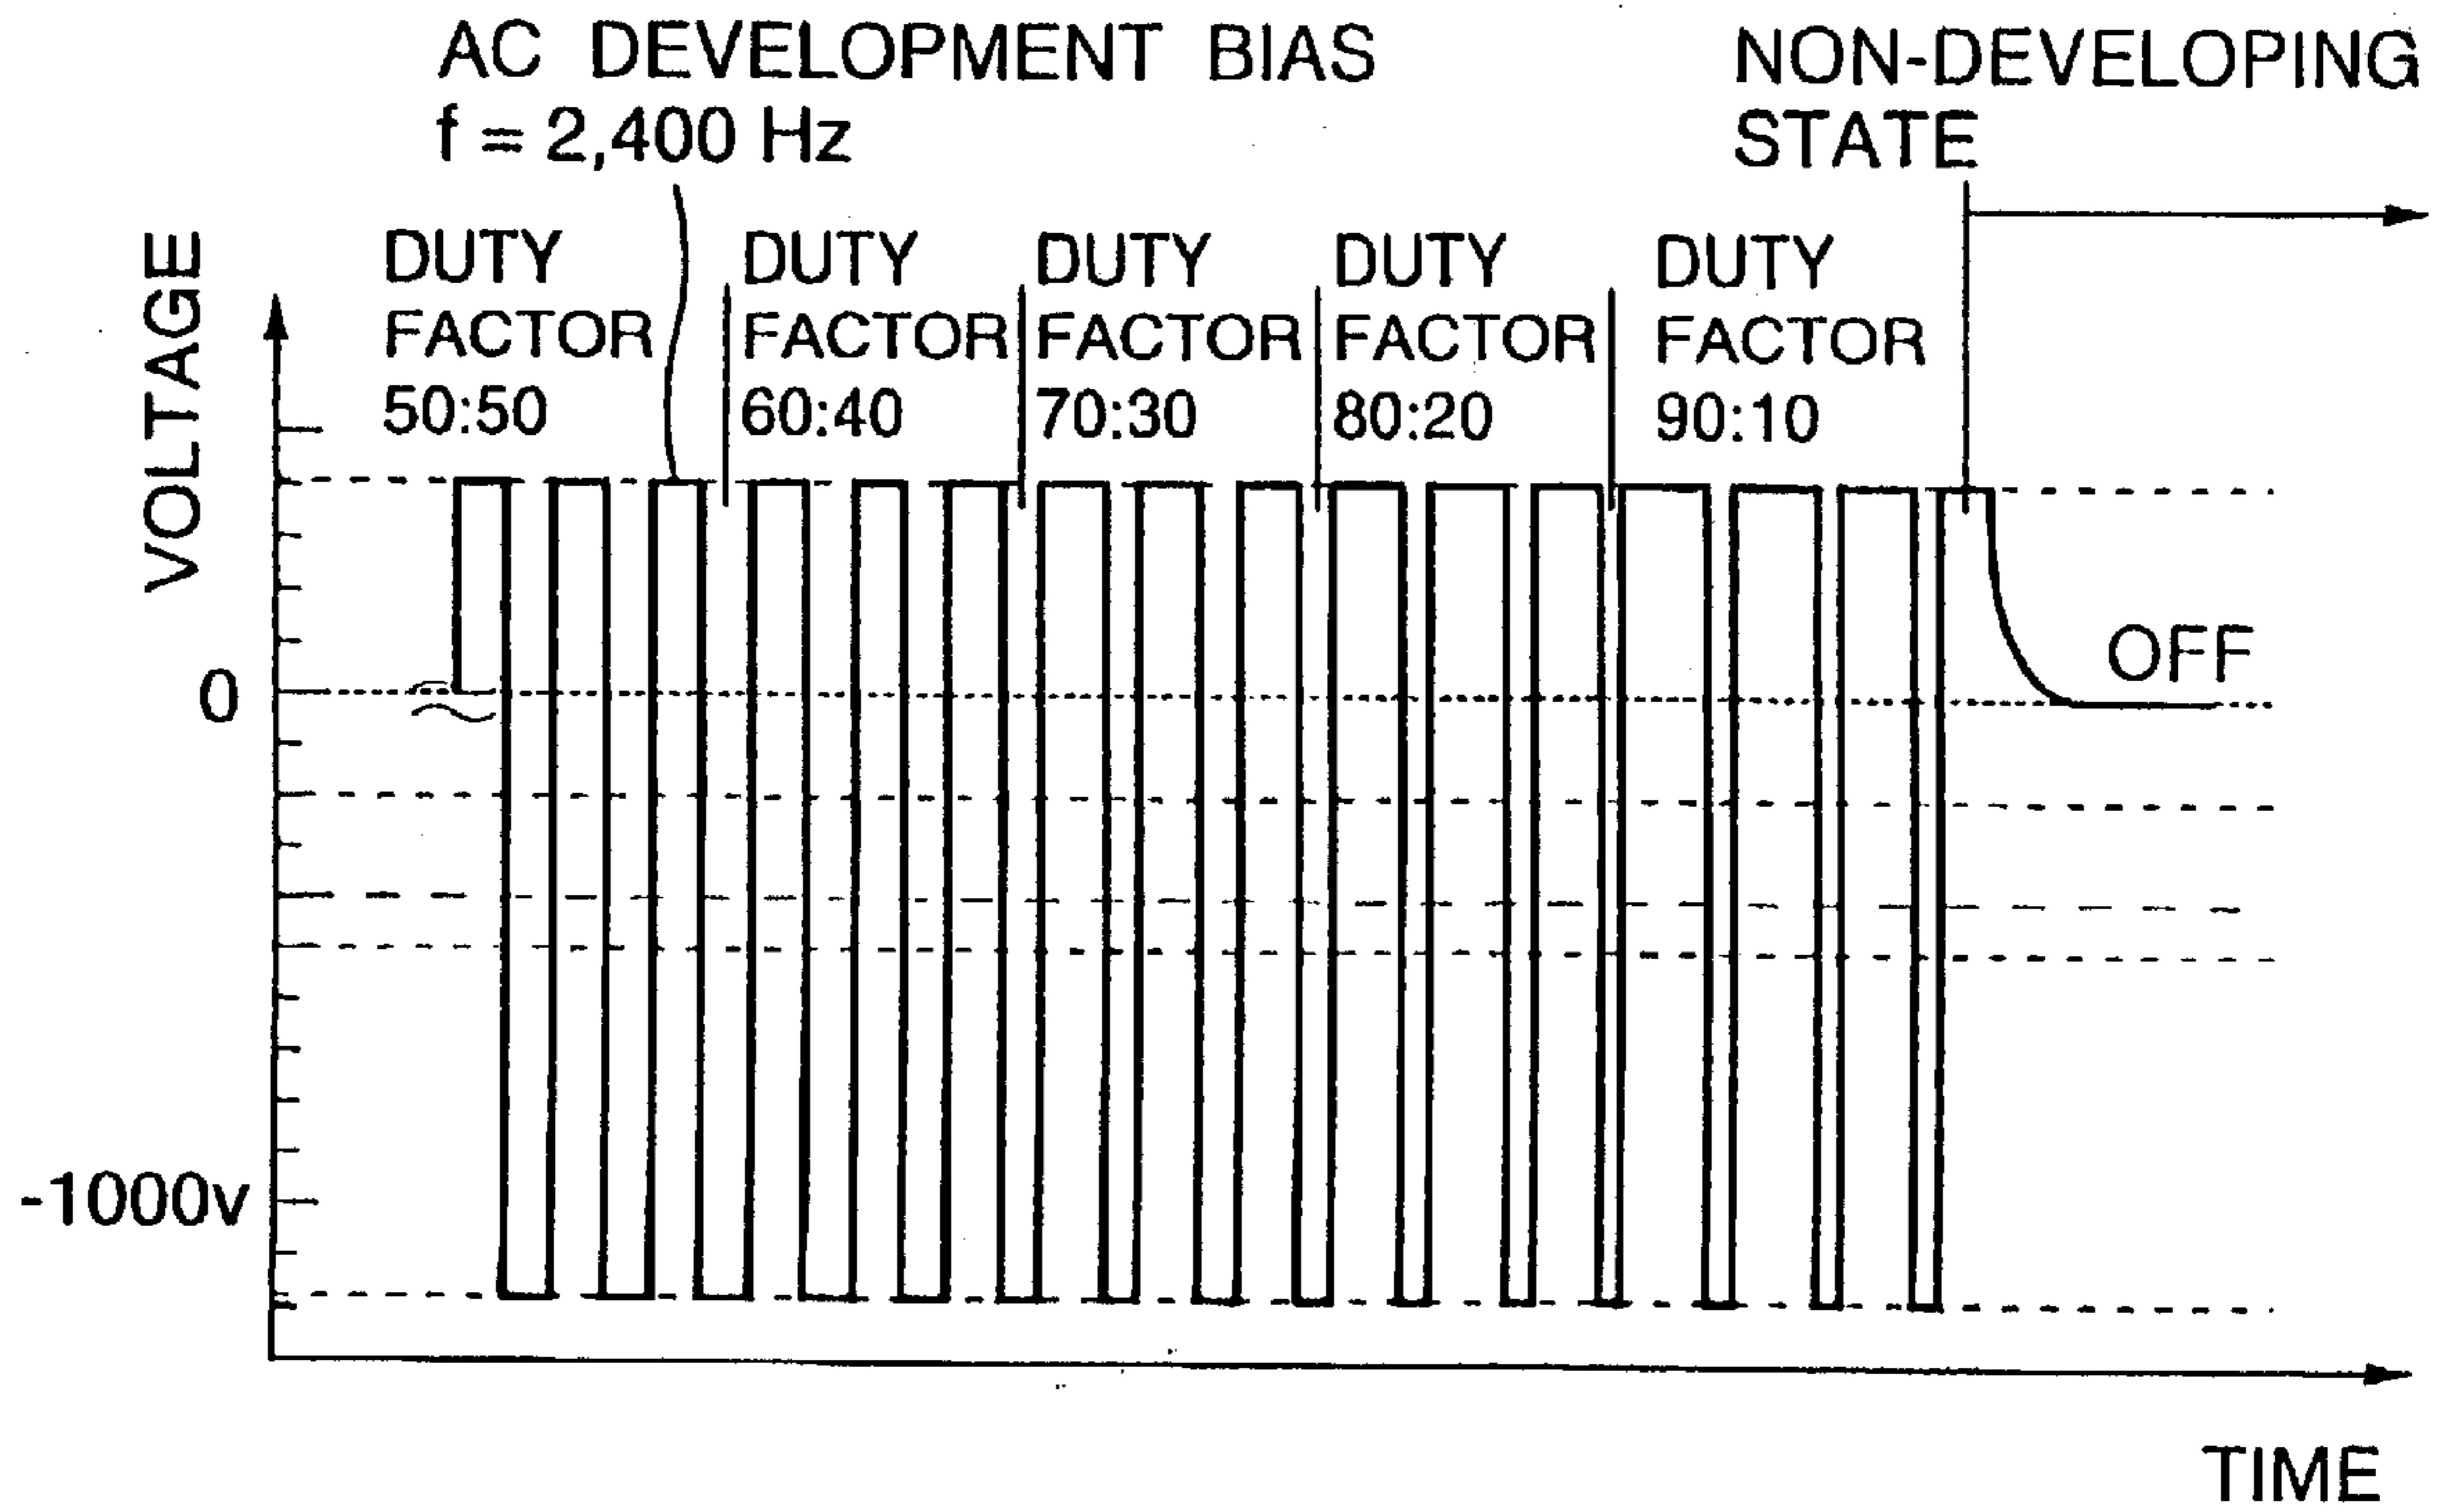 AC DEVELOPMENT BIAS
f = 2,400 Hz
NON-DEVELOPING
STATE
VOLTAGE
DUTY
FACTOR
50:50
DUTY
FACTOR
60:40
DUTY
FACTOR
70:30
DUTY
FACTOR
80:20
DUTY
FACTOR
90:10
0
OFF
-1000v
TIME